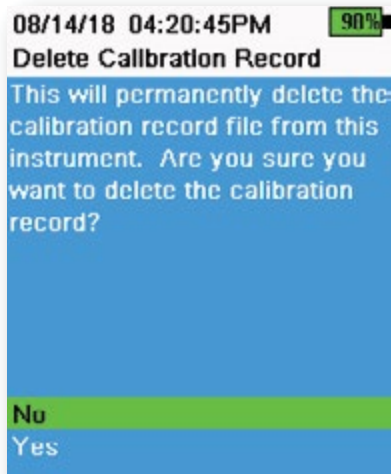 08/14/18 04:20:45PM 90%
Delete Calibration Record
This will permanently delete the
calibration record file from this
instrument. Are you sure you
want to delete the calibration
record?
No
Yes